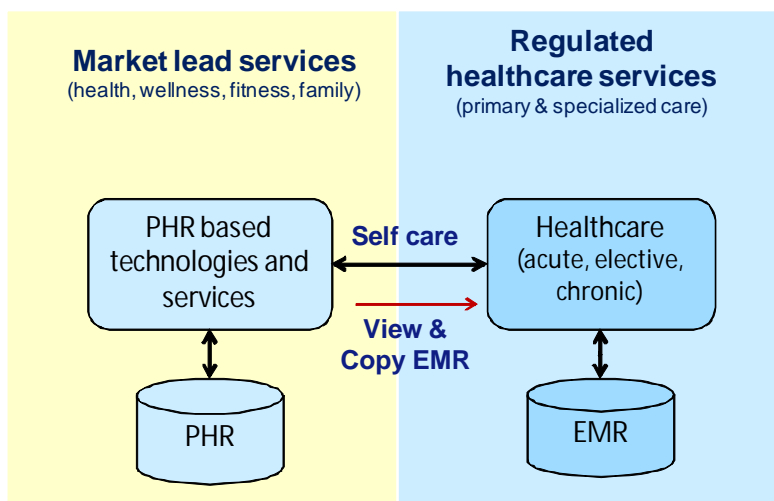 Market lead services
(health, wellness, fitness, family)
Regulated
healthcare services
(primary & specialized care)
PHR based
technologies and
services
Self care
Healthcare
(acute, elective,
chronic)
View &
Copy EMR
PHR
EMR